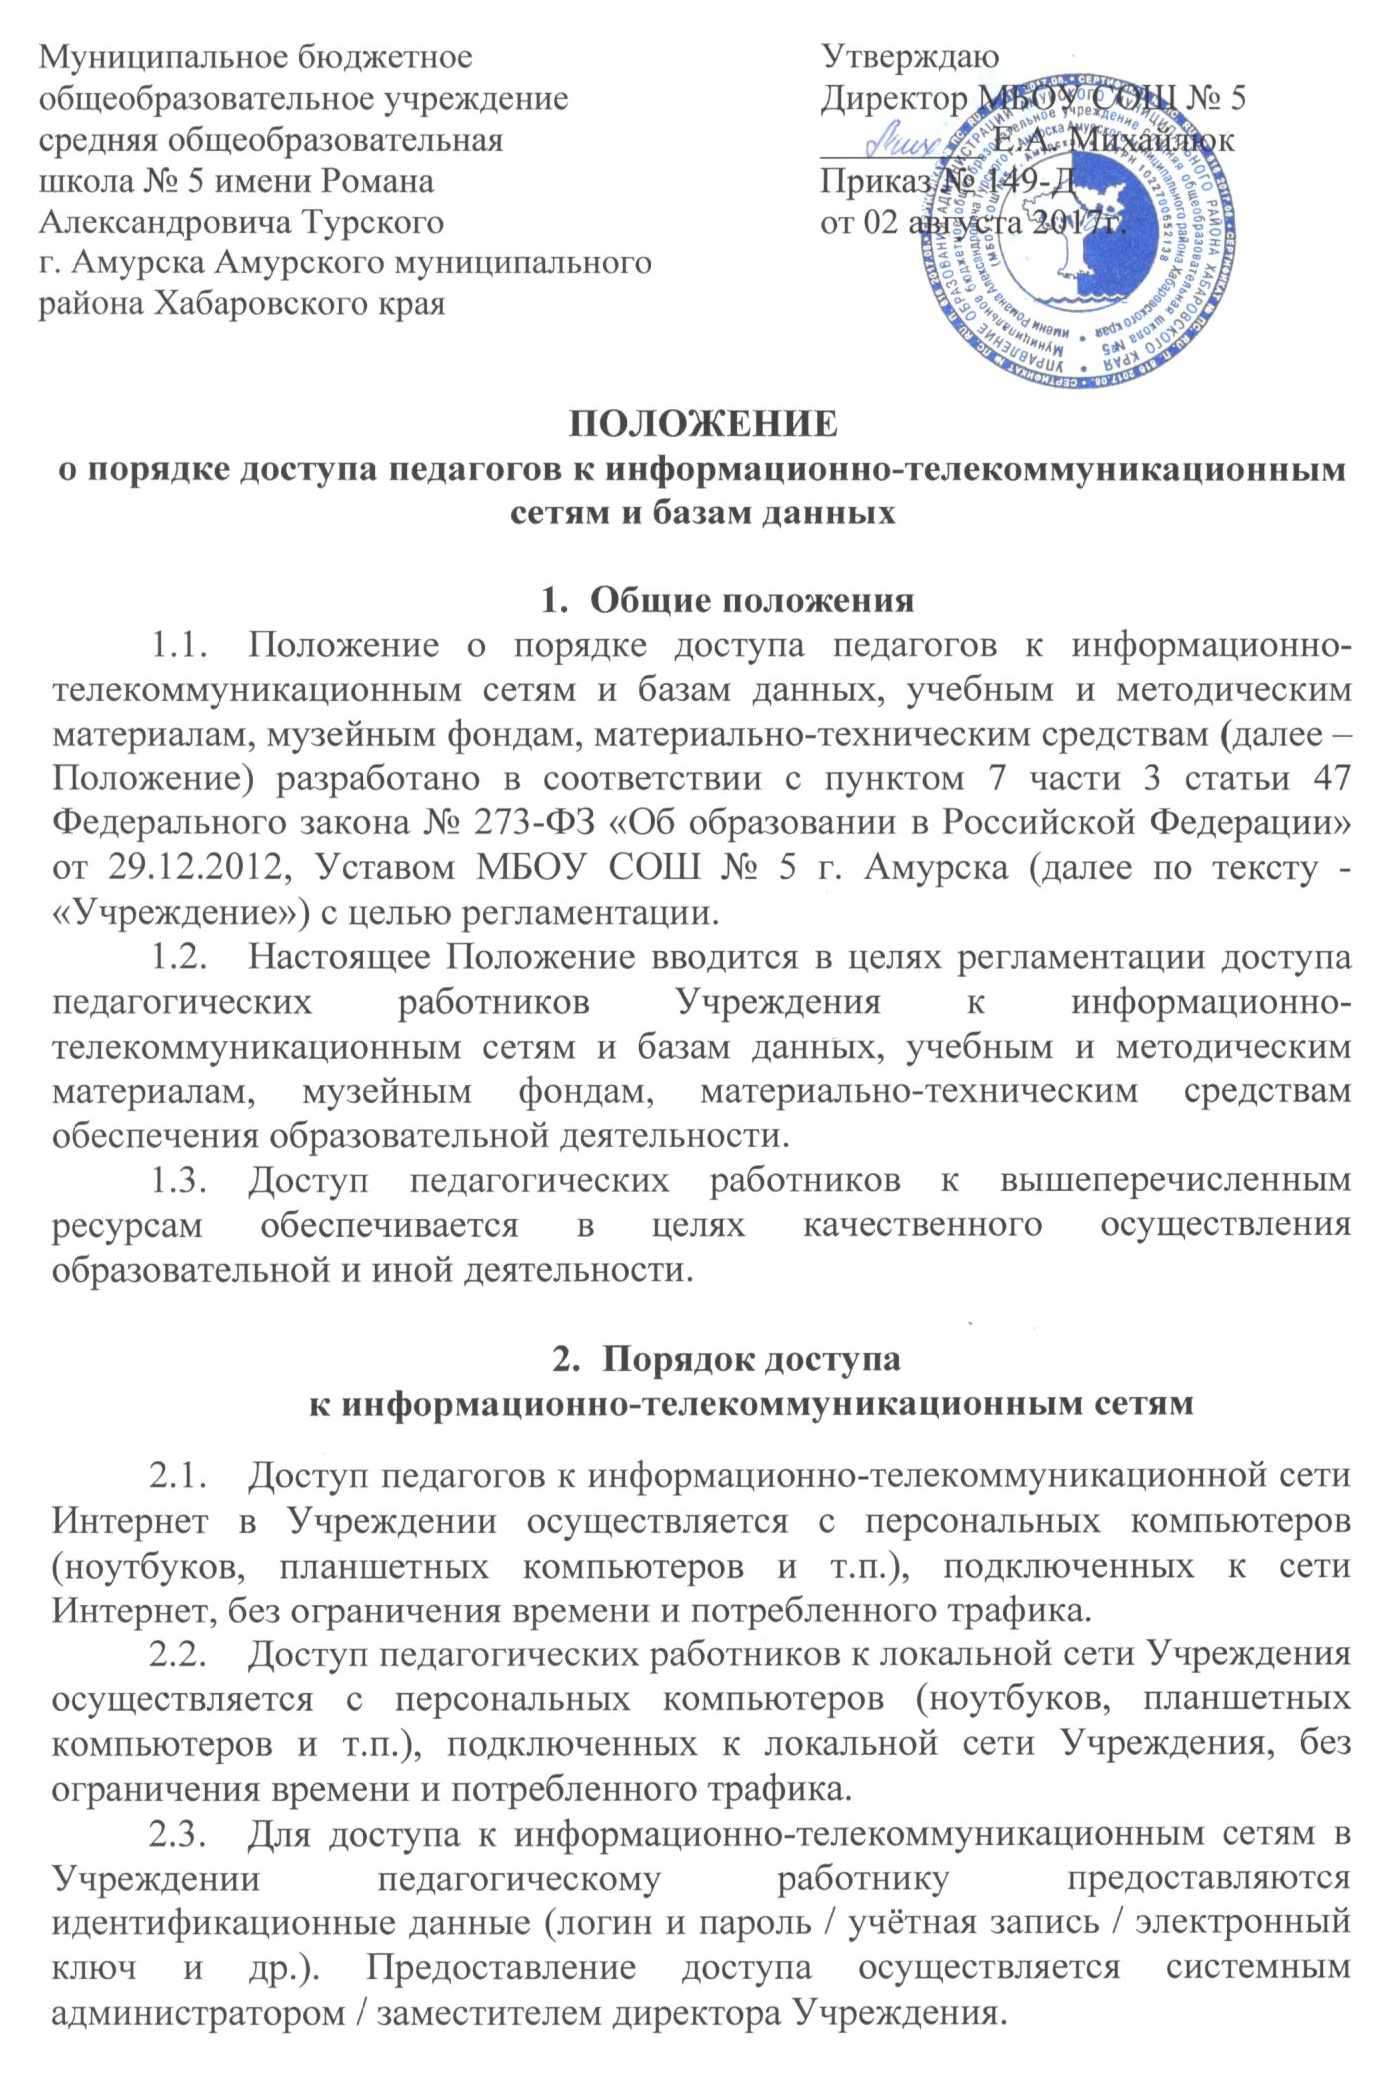 Муниципальное бюджетное
общеобразовательное учреждение
средняя общеобразовательная
школа № 5 имени Романа
Александровича Турского
г. Амурска Амурского муниципального
района Хабаровского края
Утверждаю
Директор МБОУ СОШ № 5
Е.А. Михайлюк
Приказ № 149-Д
от 02 августа 2017г.
ПОЛОЖЕНИЕ
о порядке доступа педагогов к информационно-телекоммуникационным
сетям и базам данных
1. Общие положения
1.1. Положение о порядке доступа педагогов к информационно-
телекоммуникационным сетям и базам данных, учебным и методическим
материалам, музейным фондам, материально-техническим средствам (далее –
Положение) разработано в соответствии с пунктом 7 части 3 статьи 47
Федерального закона № 273-ФЗ «Об образовании в Российской Федерации»
от 29.12.2012, Уставом МБОУ СОШ № 5 г. Амурска (далее по тексту -
«Учреждение») с целью регламентации.
1.2. Настоящее Положение вводится в целях регламентации доступа
педагогических работников Учреждения к информационно-
телекоммуникационным сетям и базам данных, учебным и методическим
материалам, музейным фондам, материально-техническим средствам
обеспечения образовательной деятельности.
1.3. Доступ педагогических работников к вышеперечисленным
ресурсам обеспечивается в целях качественного осуществления
образовательной и иной деятельности.
2. Порядок доступа
к информационно-телекоммуникационным сетям
2.1. Доступ педагогов к информационно-телекоммуникационной сети
Интернет в Учреждении осуществляется с персональных компьютеров
(ноутбуков, планшетных компьютеров и т.п.), подключенных к сети
Интернет, без ограничения времени и потребленного трафика.
2.2. Доступ педагогических работников к локальной сети Учреждения
осуществляется с персональных компьютеров (ноутбуков, планшетных
компьютеров и т.п.), подключенных к локальной сети Учреждения, без
ограничения времени и потребленного трафика.
2.3. Для доступа к информационно-телекоммуникационным сетям в
Учреждении педагогическому работнику предоставляются
идентификационные данные (логин и пароль / учётная запись / электронный
ключ и др.). Предоставление доступа осуществляется системным
администратором / заместителем директора Учреждения.